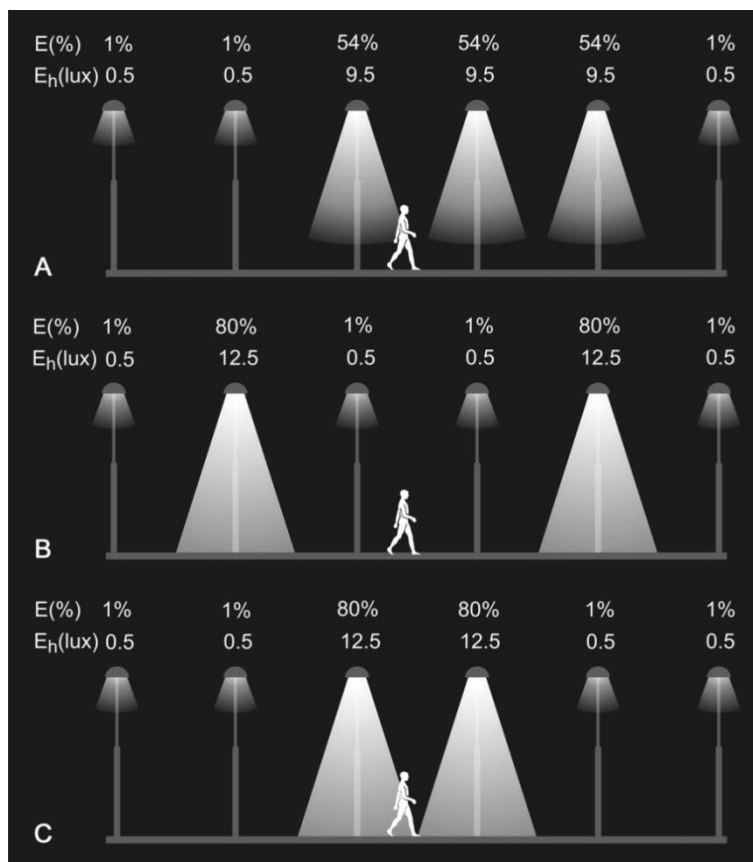 E(%) 1% 1% 54% 54% 54% 1%
Eh(lux) 0.5 0.5 9.5 9.5 9.5 0.5
A
E(%) 1% 80% 1% 1% 80% 1%
Eh(lux) 0.5 12.5 0.5 0.5 12.5 0.5
B
E(%) 1% 1% 80% 80% 1% 1%
Eh(lux) 0.5 0.5 12.5 12.5 0.5 0.5
C